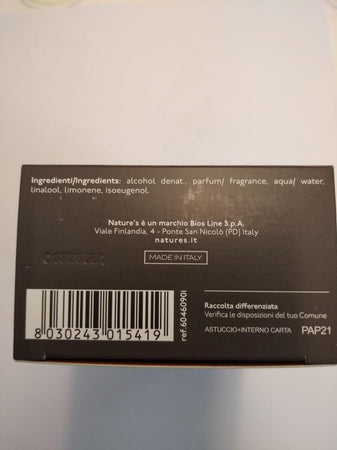 Ingredienti/Ingredients: alcohol denat., parfum/ fragrance, aqua/ water,
linalool, limonene, isoeugenol.
Nature's è un marchio Bios Line S.p.A.
Viale Finlandia, 4 - Ponte San Nicolò (PD) Italy
natures.it
MADE IN ITALY
8 030243 015419
ref.6046090I
Raccolta differenziata
Verifica le disposizioni del tuo Comune
ASTUCCIO+INTERNO CARTA PAP21